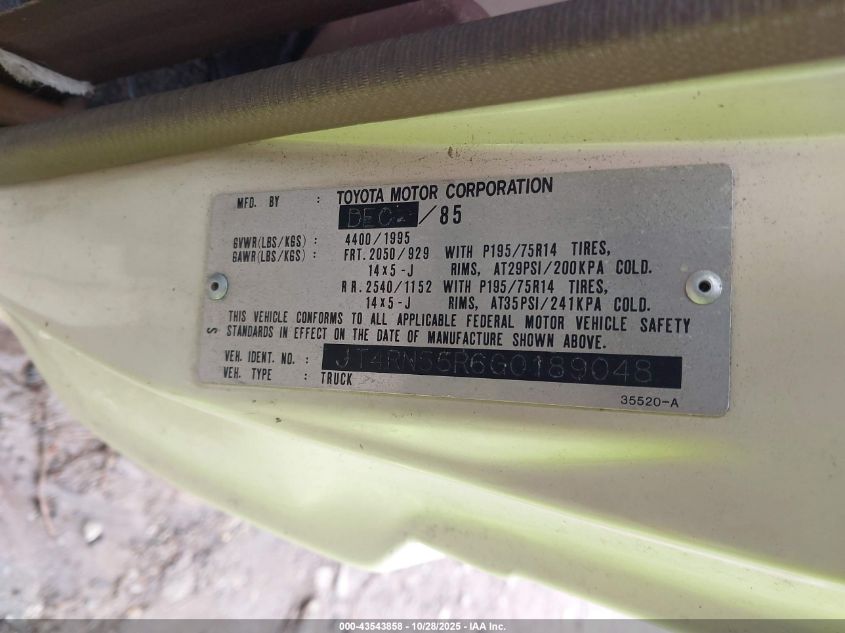 MFD. BY : TOYOTA MOTOR CORPORATION
DEC. /85
GVWR(LBS/KGS) : 4400/1995
GAWR(LBS/KGS) : FRT. 2050/929 WITH P195/75R14 TIRES,
14x5-J RIMS, AT29PSI/200KPA COLD.
RR. 2540/1152 WITH P195/75R14 TIRES,
14x5-J RIMS, AT35PSI/241KPA COLD.
THIS VEHICLE CONFORMS TO ALL APPLICABLE FEDERAL MOTOR VEHICLE SAFETY
S STANDARDS IN EFFECT ON THE DATE OF MANUFACTURE SHOWN ABOVE.
VEH. IDENT. NO. : JT4RN55R6G0189048
VEH. TYPE : TRUCK
35520-A
000-43543858 - 10/28/2025 - IAA Inc.